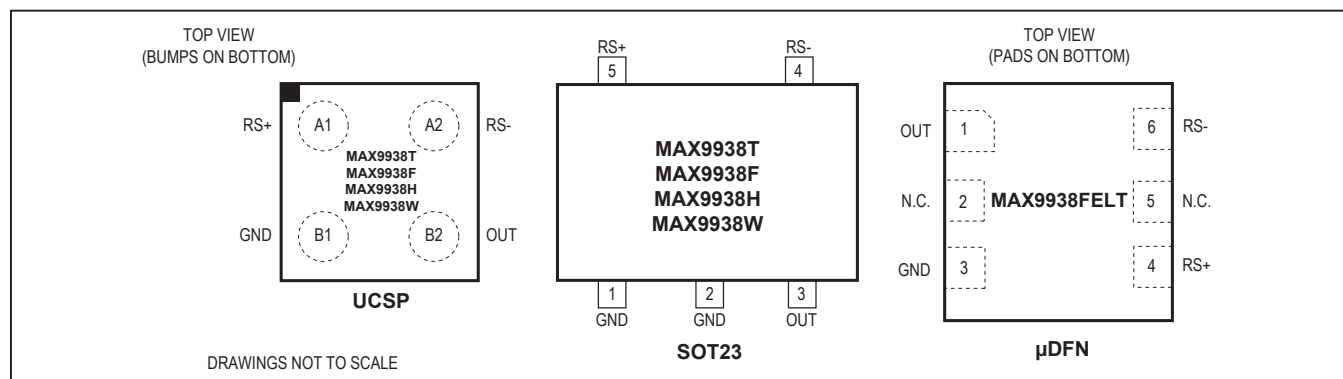 TOP VIEW
(BUMPS ON BOTTOM)
RS+
A1
A2
RS-
MAX9938T
MAX9938F
MAX9938H
MAX9938W
GND
B1
B2
OUT
UCSP
DRAWINGS NOT TO SCALE
RS+
RS-
5
4
MAX9938T
MAX9938F
MAX9938H
MAX9938W
1
2
3
GND
GND
OUT
SOT23
TOP VIEW
(PADS ON BOTTOM)
OUT
1
6
RS-
N.C.
2
MAX9938FELT
5
N.C.
GND
3
4
RS+
µDFN